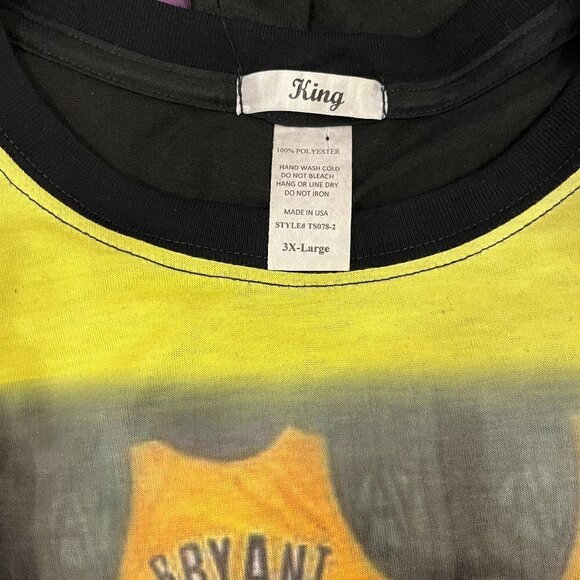 King
100% POLYESTER
HAND WASH COLD
DO NOT BLEACH
HANG OR LINE DRY
DO NOT IRON
MADE IN USA
STYLE# TS078-2
3X-Large
BRYANT